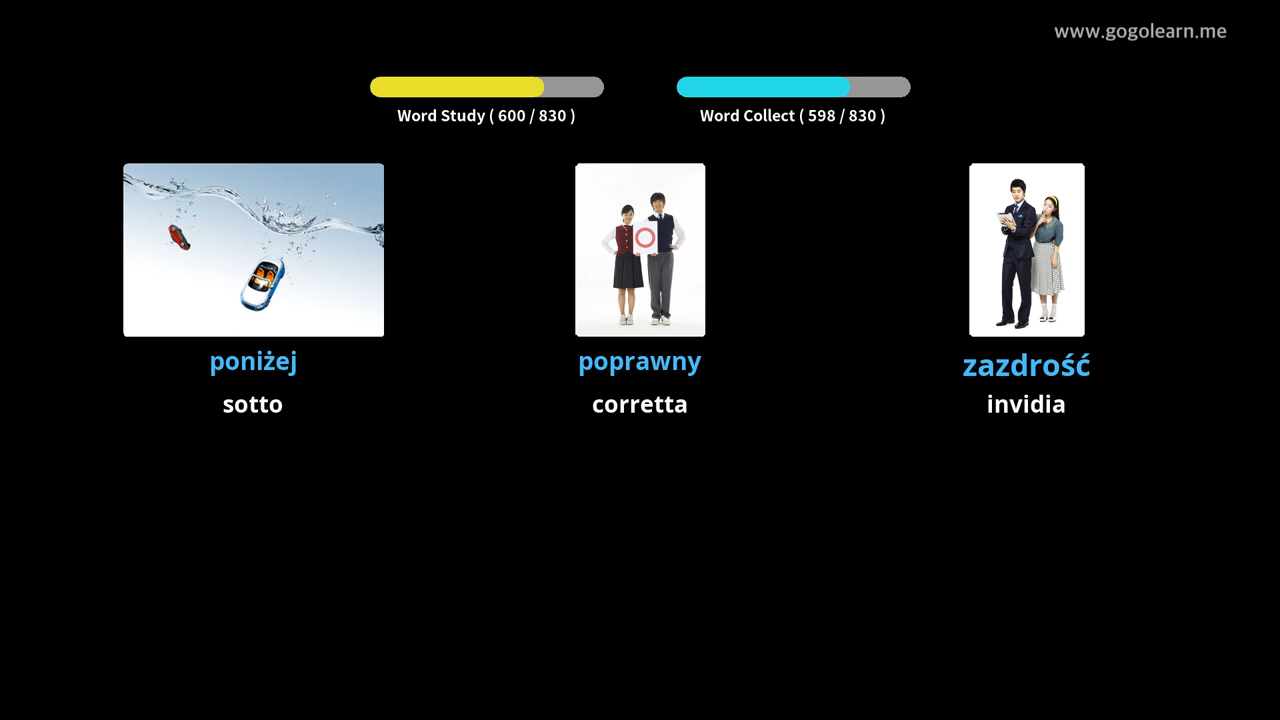 www.gogolearn.me
Word Study ( 600 / 830 )
Word Collect ( 598 / 830 )
poniżej
sotto
poprawny
corretta
zazdrość
invidia